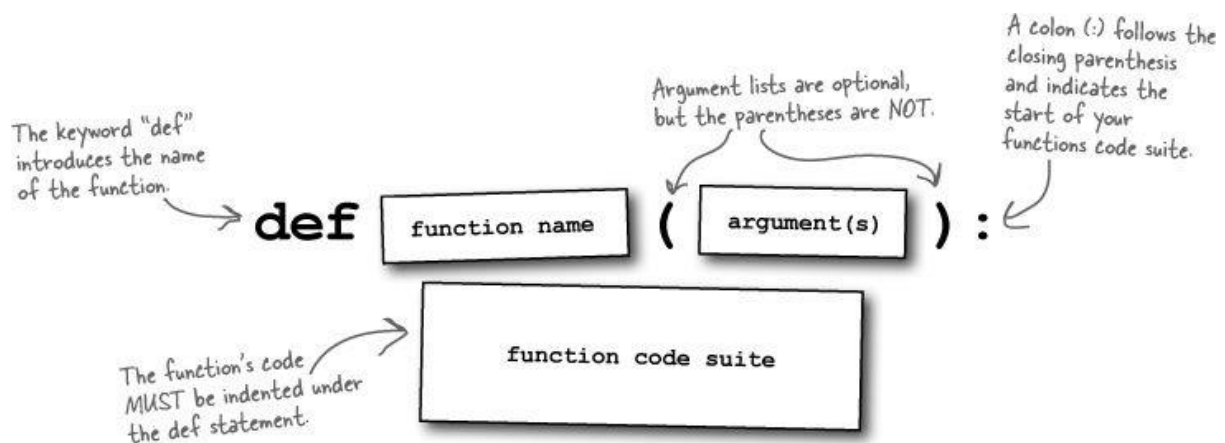 A colon (:) follows the
closing parenthesis
and indicates the
start of your
functions code suite.
Argument lists are optional,
but the parentheses are NOT.
The keyword "def"
introduces the name
of the function.
def function name ( argument(s) ) :
function code suite
The function's code
MUST be indented under
the def statement.